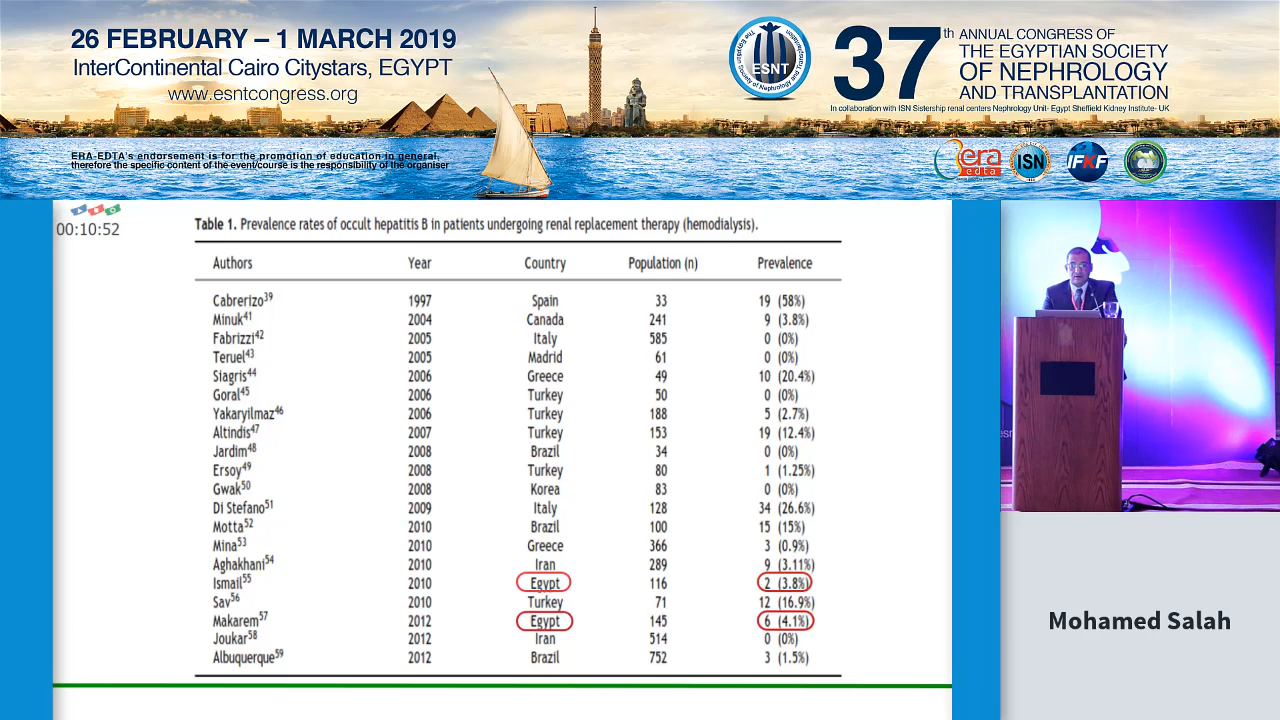 26 FEBRUARY – 1 MARCH 2019
InterContinental Cairo Citystars, EGYPT
www.esntcongress.org
ERA-EDTA's endorsement is for the promotion of education in general,
therefore the specific content of the event/course is the responsibility of the organiser
The Egyptian Society of Nephrology and Transplantation
ESNT
37th ANNUAL CONGRESS OF
THE EGYPTIAN SOCIETY
OF NEPHROLOGY
AND TRANSPLANTATION
In collaboration with ISN Sistership renal centers Nephrology Unit- Egypt Sheffield Kidney Institute- UK
era
edta
ISN
IFKF
00:10:52
Table 1. Prevalence rates of occult hepatitis B in patients undergoing renal replacement therapy (hemodialysis).
Authors Year Country Population (n) Prevalence
Cabrerizo39 1997 Spain 33 19 (58%)
Minuk41 2004 Canada 241 9 (3.8%)
Fabrizzi42 2005 Italy 585 0 (0%)
Teruel43 2005 Madrid 61 0 (0%)
Siagris44 2006 Greece 49 10 (20.4%)
Goral45 2006 Turkey 50 0 (0%)
Yakaryilmaz46 2006 Turkey 188 5 (2.7%)
Altindis47 2007 Turkey 153 19 (12.4%)
Jardim48 2008 Brazil 34 0 (0%)
Ersoy49 2008 Turkey 80 1 (1.25%)
Gwak50 2008 Korea 83 0 (0%)
Di Stefano51 2009 Italy 128 34 (26.6%)
Motta52 2010 Brazil 100 15 (15%)
Mina53 2010 Greece 366 3 (0.9%)
Aghakhani54 2010 Iran 289 9 (3.11%)
Ismail55 2010 Egypt 116 2 (3.8%)
Sav56 2010 Turkey 71 12 (16.9%)
Makarem57 2012 Egypt 145 6 (4.1%)
Joukar58 2012 Iran 514 0 (0%)
Albuquerque59 2012 Brazil 752 3 (1.5%)
Mohamed Salah